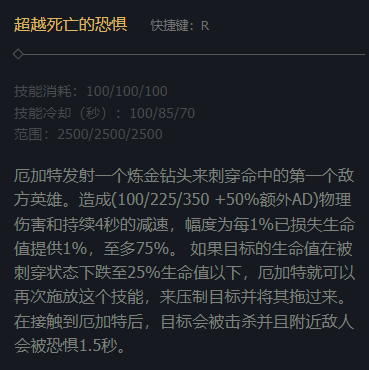 超越死亡的恐惧 快捷键：R
技能消耗：100/100/100
技能冷却（秒）：100/85/70
范围：2500/2500/2500
厄加特发射一个炼金钻头来刺穿命中的第一个敌
方英雄。造成(100/225/350 +50%额外AD)物理
伤害和持续4秒的减速，幅度为每1%已损失生命
值提供1%，至多75%。 如果目标的生命值在被
刺穿状态下跌至25%生命值以下，厄加特就可以
再次施放这个技能，来压制目标并将其拖过来。
在接触到厄加特后，目标会被击杀并且附近敌人
会被恐惧1.5秒。